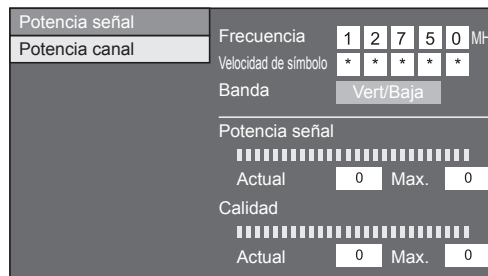 Potencia señal
Potencia canal
Frecuencia 1 2 7 5 0 MH
Velocidad de símbolo * * * * *
Banda Vert/Baja
Potencia señal
Actual 0 Max. 0
Calidad
Actual 0 Max. 0